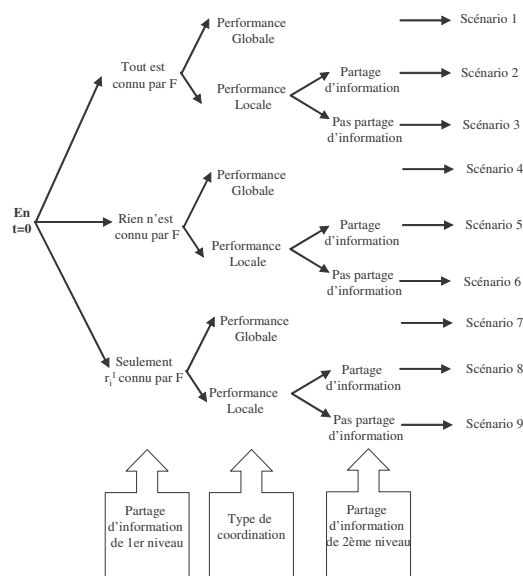 Performance
Globale
Scénario 1
Tout est
connu par F
Performance
Locale
Partage
d'information
Scénario 2
Pas partage
d'information
Scénario 3
En
t=0
Performance
Globale
Scénario 4
Rien n'est
connu par F
Performance
Locale
Partage
d'information
Scénario 5
Pas partage
d'information
Scénario 6
Performance
Globale
Scénario 7
Seulement
rᵢ¹ connu par F
Performance
Locale
Partage
d'information
Scénario 8
Pas partage
d'information
Scénario 9
Partage
d'information
de 1er niveau
Type de
coordination
Partage
d'information
de 2ème niveau